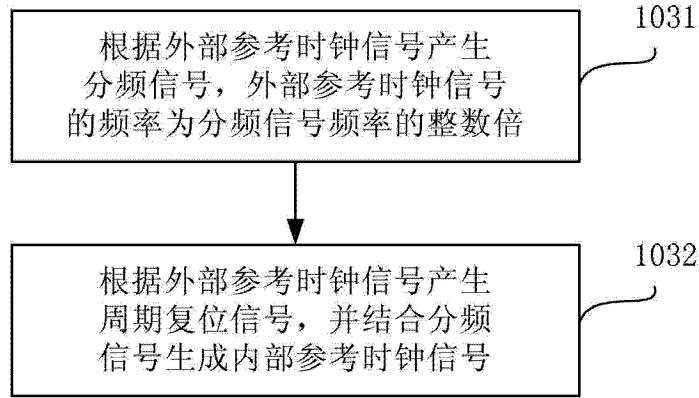 1031
根据外部参考时钟信号产生
分频信号，外部参考时钟信号
的频率为分频信号频率的整数倍
1032
根据外部参考时钟信号产生
周期复位信号，并结合分频
信号生成内部参考时钟信号